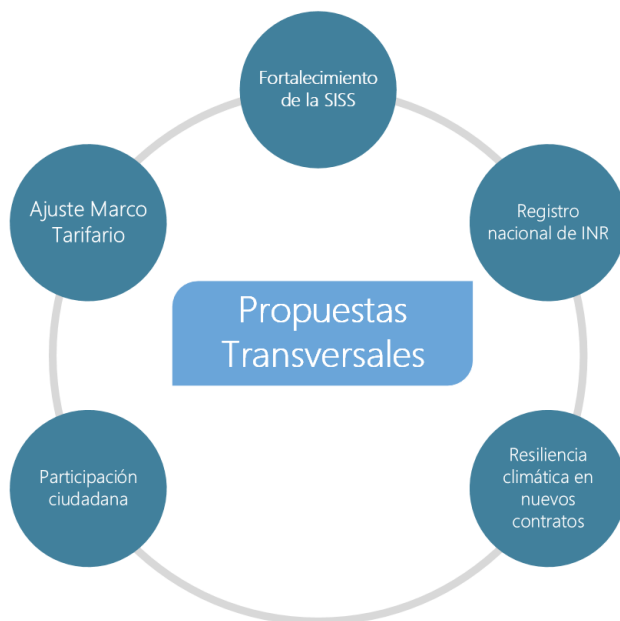 Fortalecimiento
de la SISS
Ajuste Marco
Tarifario
Registro
nacional de INR
Propuestas
Transversales
Participación
ciudadana
Resiliencia
climática en
nuevos
contratos